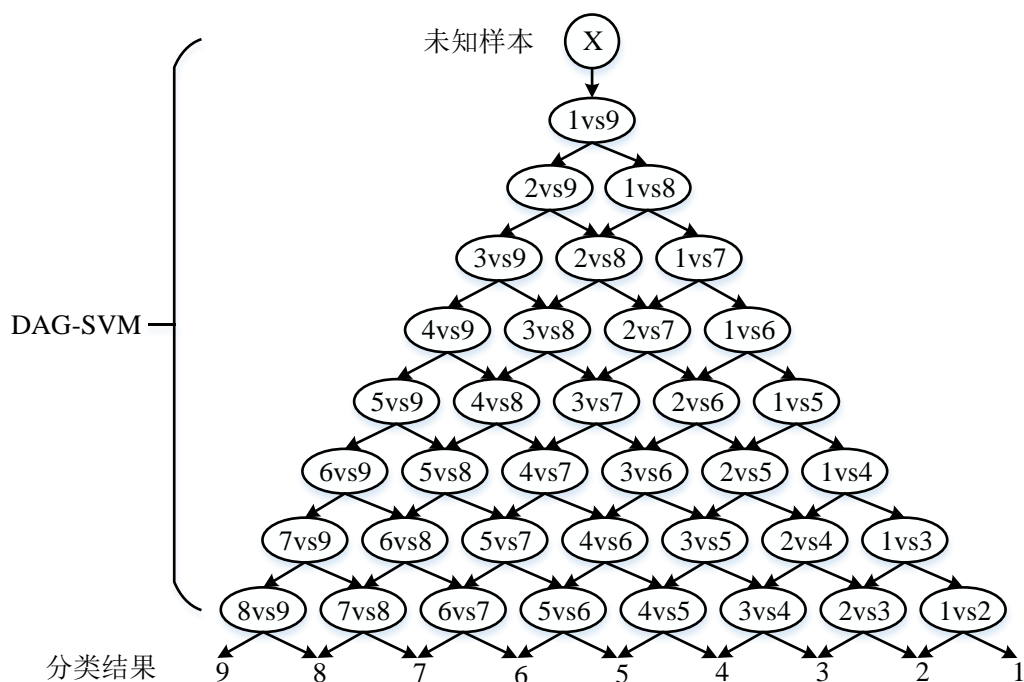 未知样本 X
1vs9
2vs9 1vs8
3vs9 2vs8 1vs7
DAG-SVM
4vs9 3vs8 2vs7 1vs6
5vs9 4vs8 3vs7 2vs6 1vs5
6vs9 5vs8 4vs7 3vs6 2vs5 1vs4
7vs9 6vs8 5vs7 4vs6 3vs5 2vs4 1vs3
8vs9 7vs8 6vs7 5vs6 4vs5 3vs4 2vs3 1vs2
分类结果 9 8 7 6 5 4 3 2 1